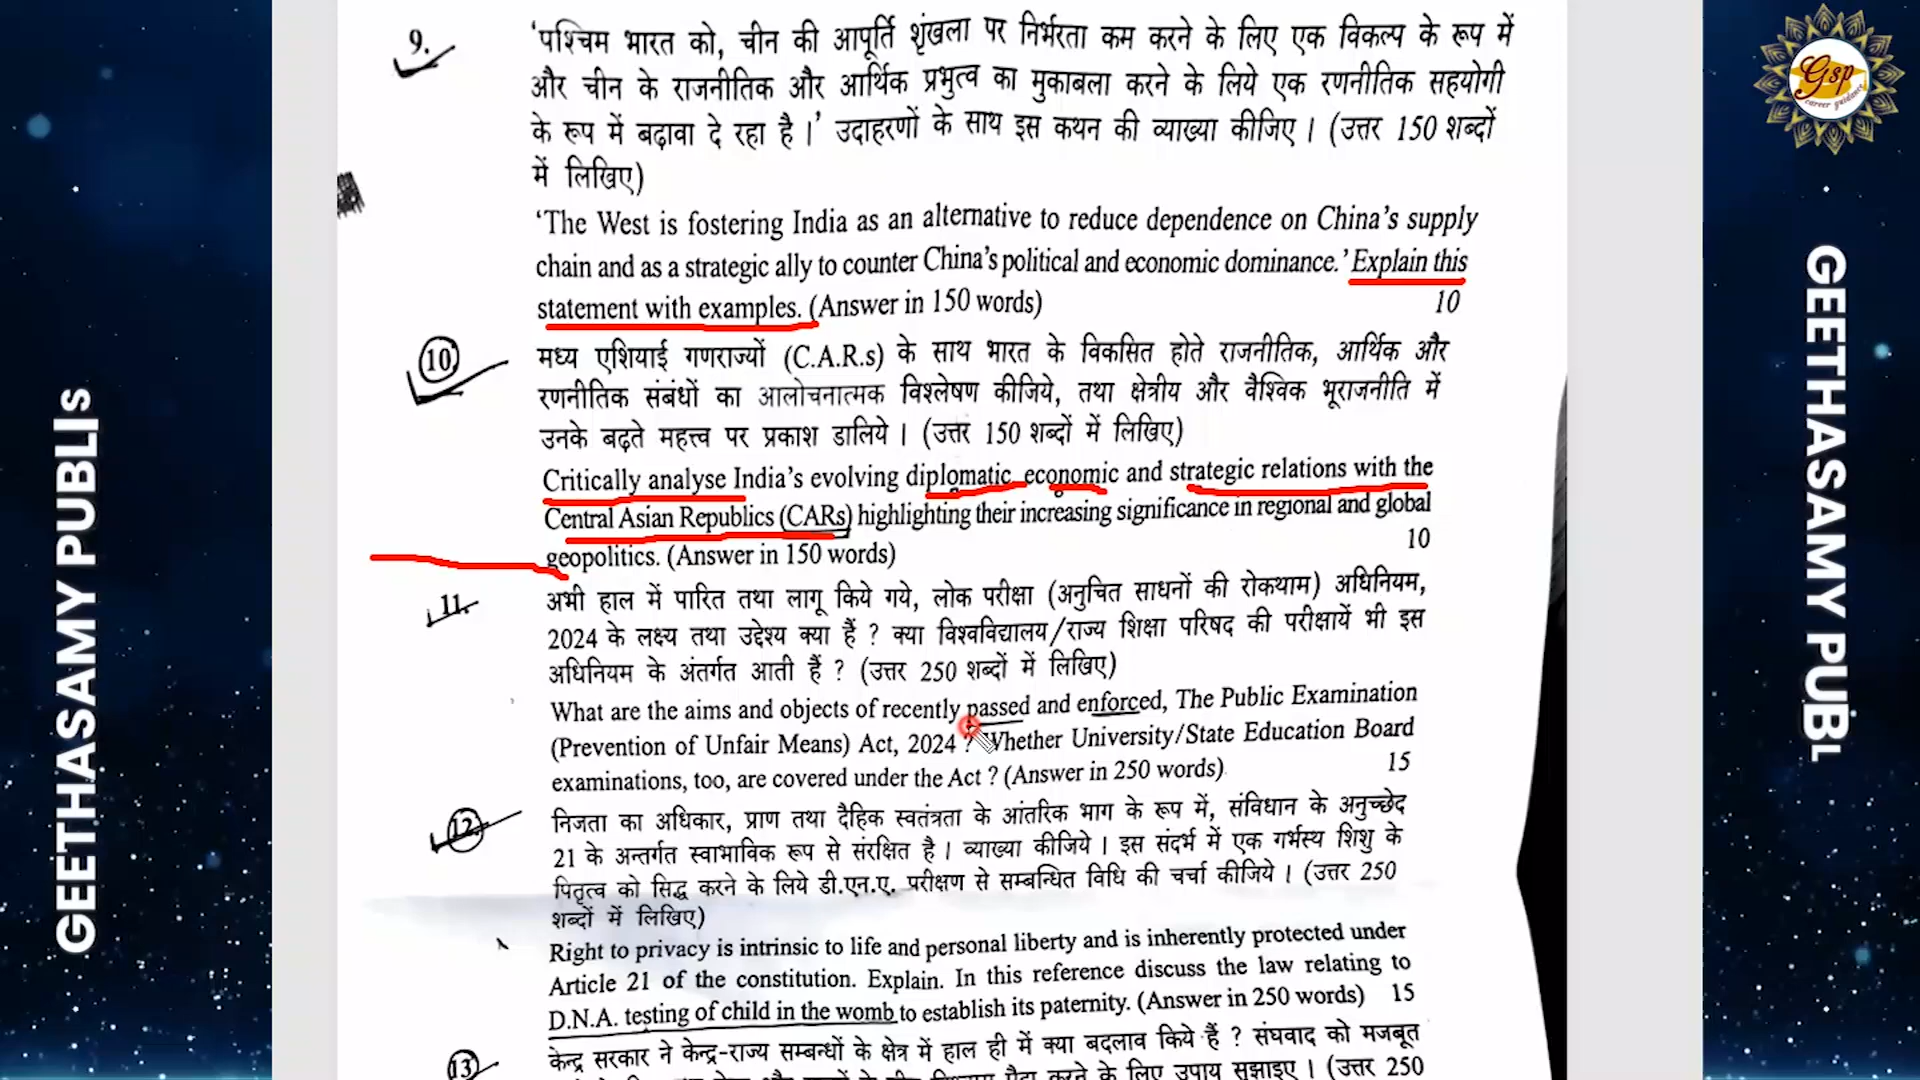 9. 'पश्चिम भारत को, चीन की आपूर्ति शृंखला पर निर्भरता कम करने के लिए एक विकल्प के रूप में
और चीन के राजनीतिक और आर्थिक प्रभुत्व का मुकाबला करने के लिये एक रणनीतिक सहयोगी
के रूप में बढ़ावा दे रहा है।' उदाहरणों के साथ इस कथन की व्याख्या कीजिए। (उत्तर 150 शब्दों
में लिखिए)
'The West is fostering India as an alternative to reduce dependence on China's supply
chain and as a strategic ally to counter China's political and economic dominance.' Explain this
statement with examples. (Answer in 150 words) 10
10. मध्य एशियाई गणराज्यों (C.A.R.s) के साथ भारत के विकसित होते राजनीतिक, आर्थिक और
रणनीतिक संबंधों का आलोचनात्मक विश्लेषण कीजिये, तथा क्षेत्रीय और वैश्विक भूराजनीति में
उनके बढ़ते महत्त्व पर प्रकाश डालिये। (उत्तर 150 शब्दों में लिखिए)
Critically analyse India's evolving diplomatic, economic and strategic relations with the
Central Asian Republics (CARs) highlighting their increasing significance in regional and global
geopolitics. (Answer in 150 words) 10
11. अभी हाल में पारित तथा लागू किये गये, लोक परीक्षा (अनुचित साधनों की रोकथाम) अधिनियम,
2024 के लक्ष्य तथा उद्देश्य क्या हैं ? क्या विश्वविद्यालय/राज्य शिक्षा परिषद की परीक्षायें भी इस
अधिनियम के अंतर्गत आती हैं ? (उत्तर 250 शब्दों में लिखिए)
What are the aims and objects of recently passed and enforced, The Public Examination
(Prevention of Unfair Means) Act, 2024 ? Whether University/State Education Board
examinations, too, are covered under the Act ? (Answer in 250 words) 15
12. निजता का अधिकार, प्राण तथा दैहिक स्वतंत्रता के आंतरिक भाग के रूप में, संविधान के अनुच्छेद
21 के अन्तर्गत स्वाभाविक रूप से संरक्षित है। व्याख्या कीजिये। इस संदर्भ में एक गर्भस्थ शिशु के
पितृत्व को सिद्ध करने के लिये डी.एन.ए. परीक्षण से सम्बन्धित विधि की चर्चा कीजिये। (उत्तर 250
शब्दों में लिखिए)
Right to privacy is intrinsic to life and personal liberty and is inherently protected under
Article 21 of the constitution. Explain. In this reference discuss the law relating to
D.N.A. testing of child in the womb to establish its paternity. (Answer in 250 words) 15
13. केन्द्र सरकार ने केन्द्र-राज्य सम्बन्धों के क्षेत्र में हाल ही में क्या बदलाव किये हैं ? संघवाद को मजबूत
करने के लिए उपाय सुझाइए। (उत्तर 250
GEETHASAMY PUBLIS
Gsp
career guidance
GEETHASAMY PUBL